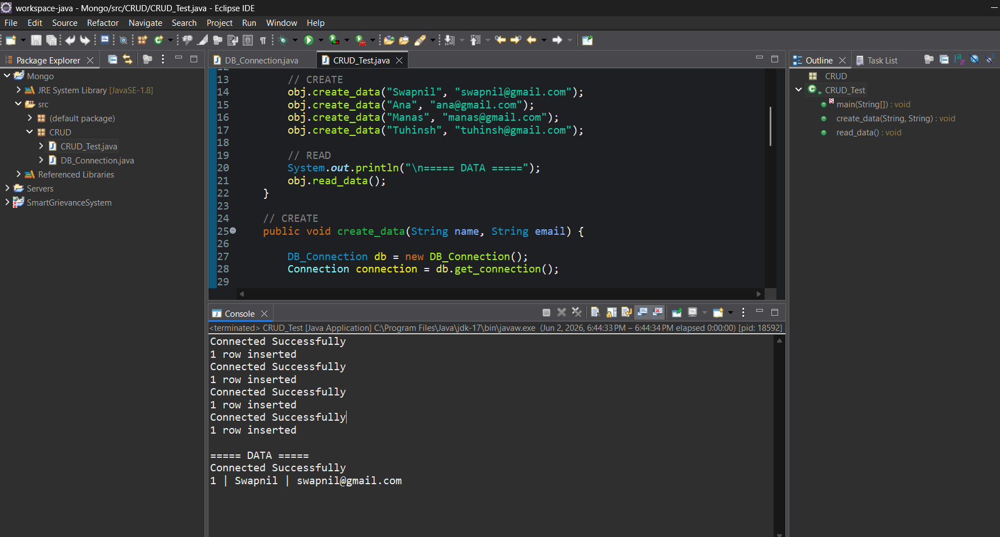 workspace-java - Mongo/src/CRUD/CRUD_Test.java - Eclipse IDE
File Edit Source Refactor Navigate Search Project Run Window Help
Package Explorer
Mongo
JRE System Library [JavaSE-1.8]
src
(default package)
CRUD
CRUD_Test.java
DB_Connection.java
Referenced Libraries
Servers
SmartGrievanceSystem
DB_Connection.java CRUD_Test.java
12
13 // CREATE
14 obj.create_data("Swapnil", "swapnil@gmail.com");
15 obj.create_data("Ana", "ana@gmail.com");
16 obj.create_data("Manas", "manas@gmail.com");
17 obj.create_data("Tuhinsh", "tuhinsh@gmail.com");
18
19 // READ
20 System.out.println("\n===== DATA =====");
21 obj.read_data();
22 }
23
24 // CREATE
25 public void create_data(String name, String email) {
26
27 DB_Connection db = new DB_Connection();
28 Connection connection = db.get_connection();
29
Console
<terminated> CRUD_Test [Java Application] C:\Program Files\Java\jdk-17\bin\javaw.exe (Jun 2, 2026, 6:44:33 PM – 6:44:34 PM elapsed 0:00:00) [pid: 18592]
Connected Successfully
1 row inserted
Connected Successfully
1 row inserted
Connected Successfully
1 row inserted
Connected Successfully
1 row inserted
===== DATA =====
Connected Successfully
1 | Swapnil | swapnil@gmail.com
Outline Task List
CRUD
CRUD_Test
main(String[]) : void
create_data(String, String) : void
read_data() : void